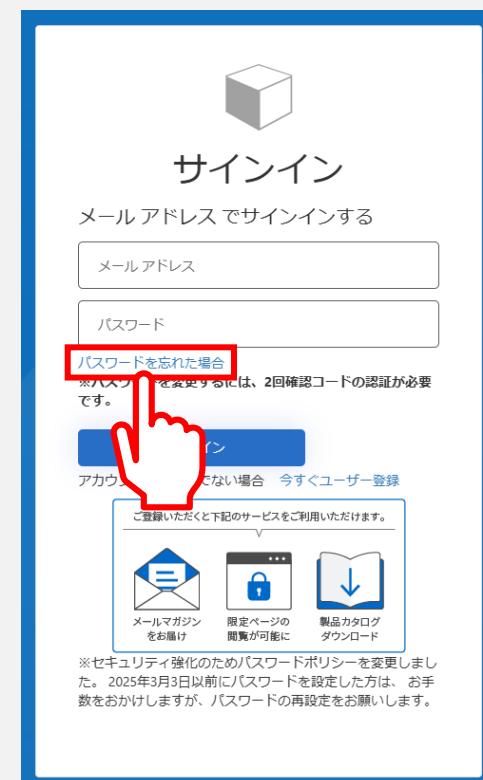 サインイン
メール アドレス でサインインする
メール アドレス
パスワード
パスワードを忘れた場合
※パスワードを変更するには、2回確認コードの認証が必要
です。
イン
アカウ
でない場合 今すぐユーザー登録
ご登録いただくと下記のサービスをご利用いただけます。
メールマガジン
をお届け
限定ページの
閲覧が可能に
製品カタログ
ダウンロード
※セキュリティ強化のためパスワードポリシーを変更しまし
た。 2025年3月3日以前にパスワードを設定した方は、 お手
数をおかけしますが、パスワードの再設定をお願いします。